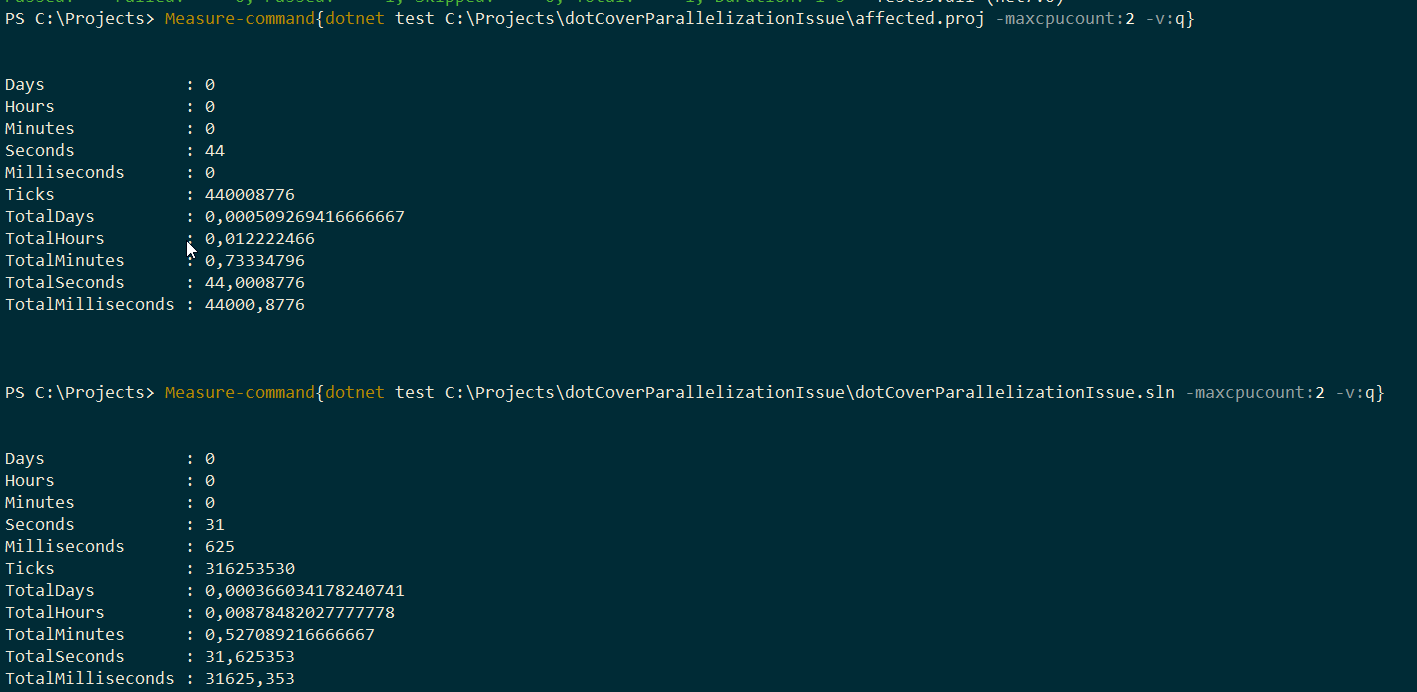 PS C:\Projects> Measure-command{dotnet test C:\Projects\dotCoverParallelizationIssue\affected.proj -maxcpucount:2 -v:q}
Days : 0
Hours : 0
Minutes : 0
Seconds : 44
Milliseconds : 0
Ticks : 440008776
TotalDays : 0,000509269416666667
TotalHours : 0,012222466
TotalMinutes : 0,73334796
TotalSeconds : 44,0008776
TotalMilliseconds : 44000,8776
PS C:\Projects> Measure-command{dotnet test C:\Projects\dotCoverParallelizationIssue\dotCoverParallelizationIssue.sln -maxcpucount:2 -v:q}
Days : 0
Hours : 0
Minutes : 0
Seconds : 31
Milliseconds : 625
Ticks : 316253530
TotalDays : 0,000366034178240741
TotalHours : 0,00878482027777778
TotalMinutes : 0,527089216666667
TotalSeconds : 31,625353
TotalMilliseconds : 31625,353